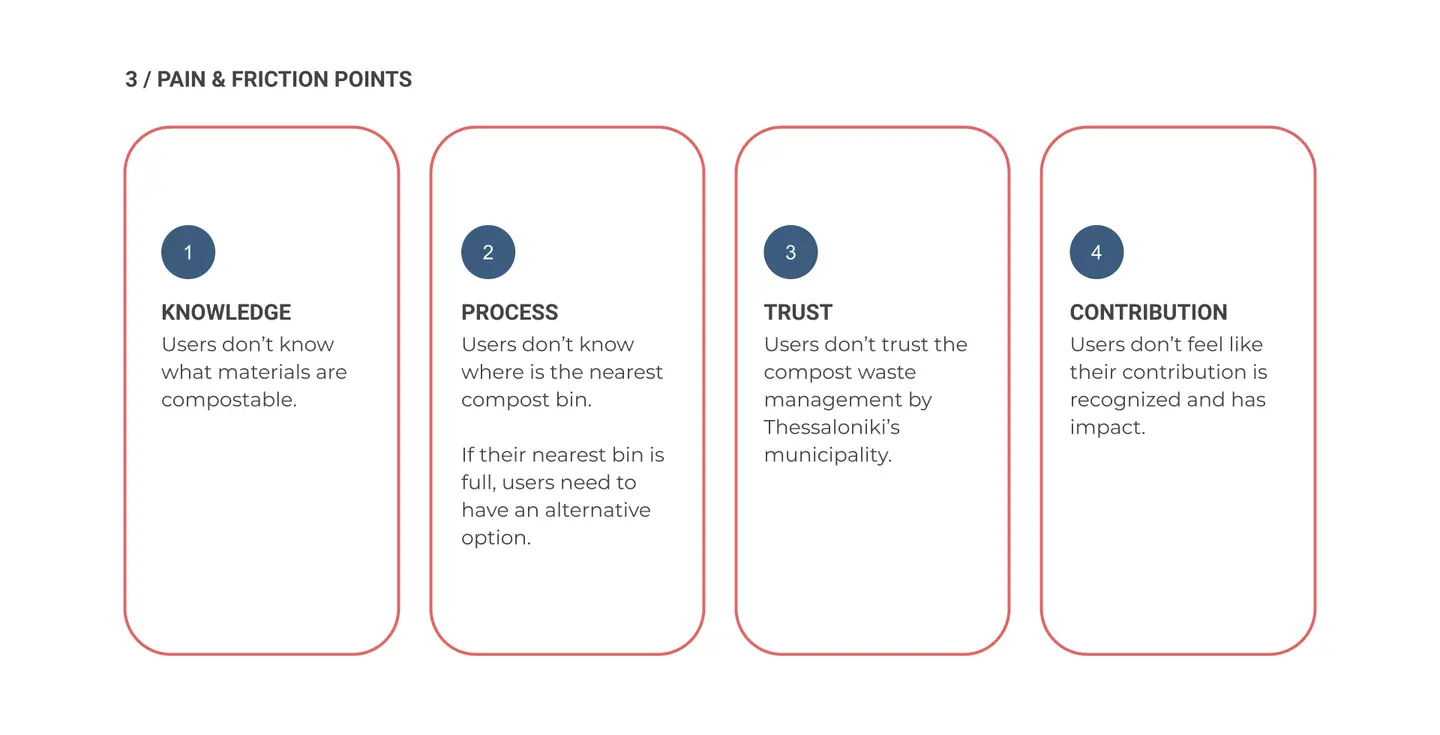 3 / PAIN & FRICTION POINTS
1
KNOWLEDGE
Users don’t know
what materials are
compostable.
2
PROCESS
Users don’t know
where is the nearest
compost bin.
If their nearest bin is
full, users need to
have an alternative
option.
3
TRUST
Users don’t trust the
compost waste
management by
Thessaloniki’s
municipality.
4
CONTRIBUTION
Users don’t feel like
their contribution is
recognized and has
impact.